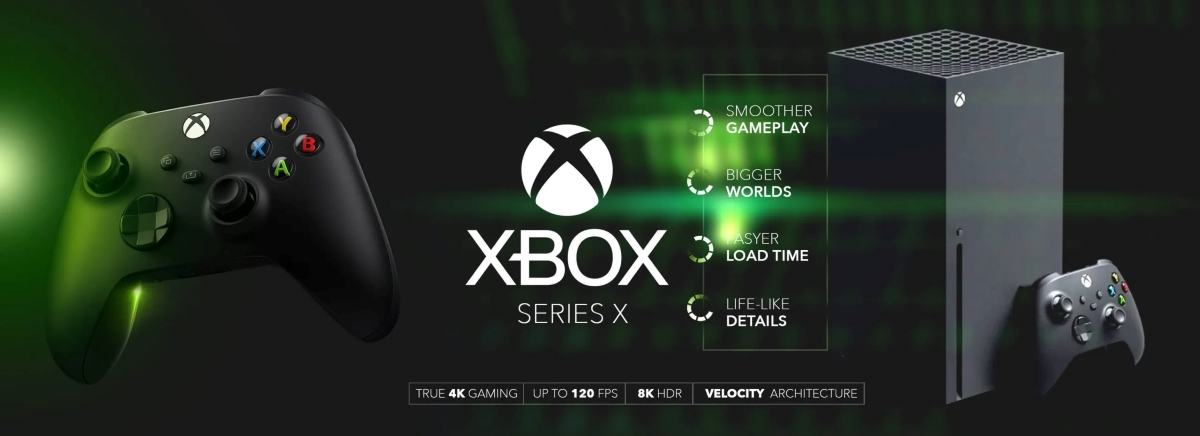 XBOX
SERIES X
SMOOTHER
GAMEPLAY
BIGGER
WORLDS
FASYER
LOAD TIME
LIFE-LIKE
DETAILS
TRUE 4K GAMING
UP TO 120 FPS
8K HDR
VELOCITY ARCHITECTURE
Y
X
B
A